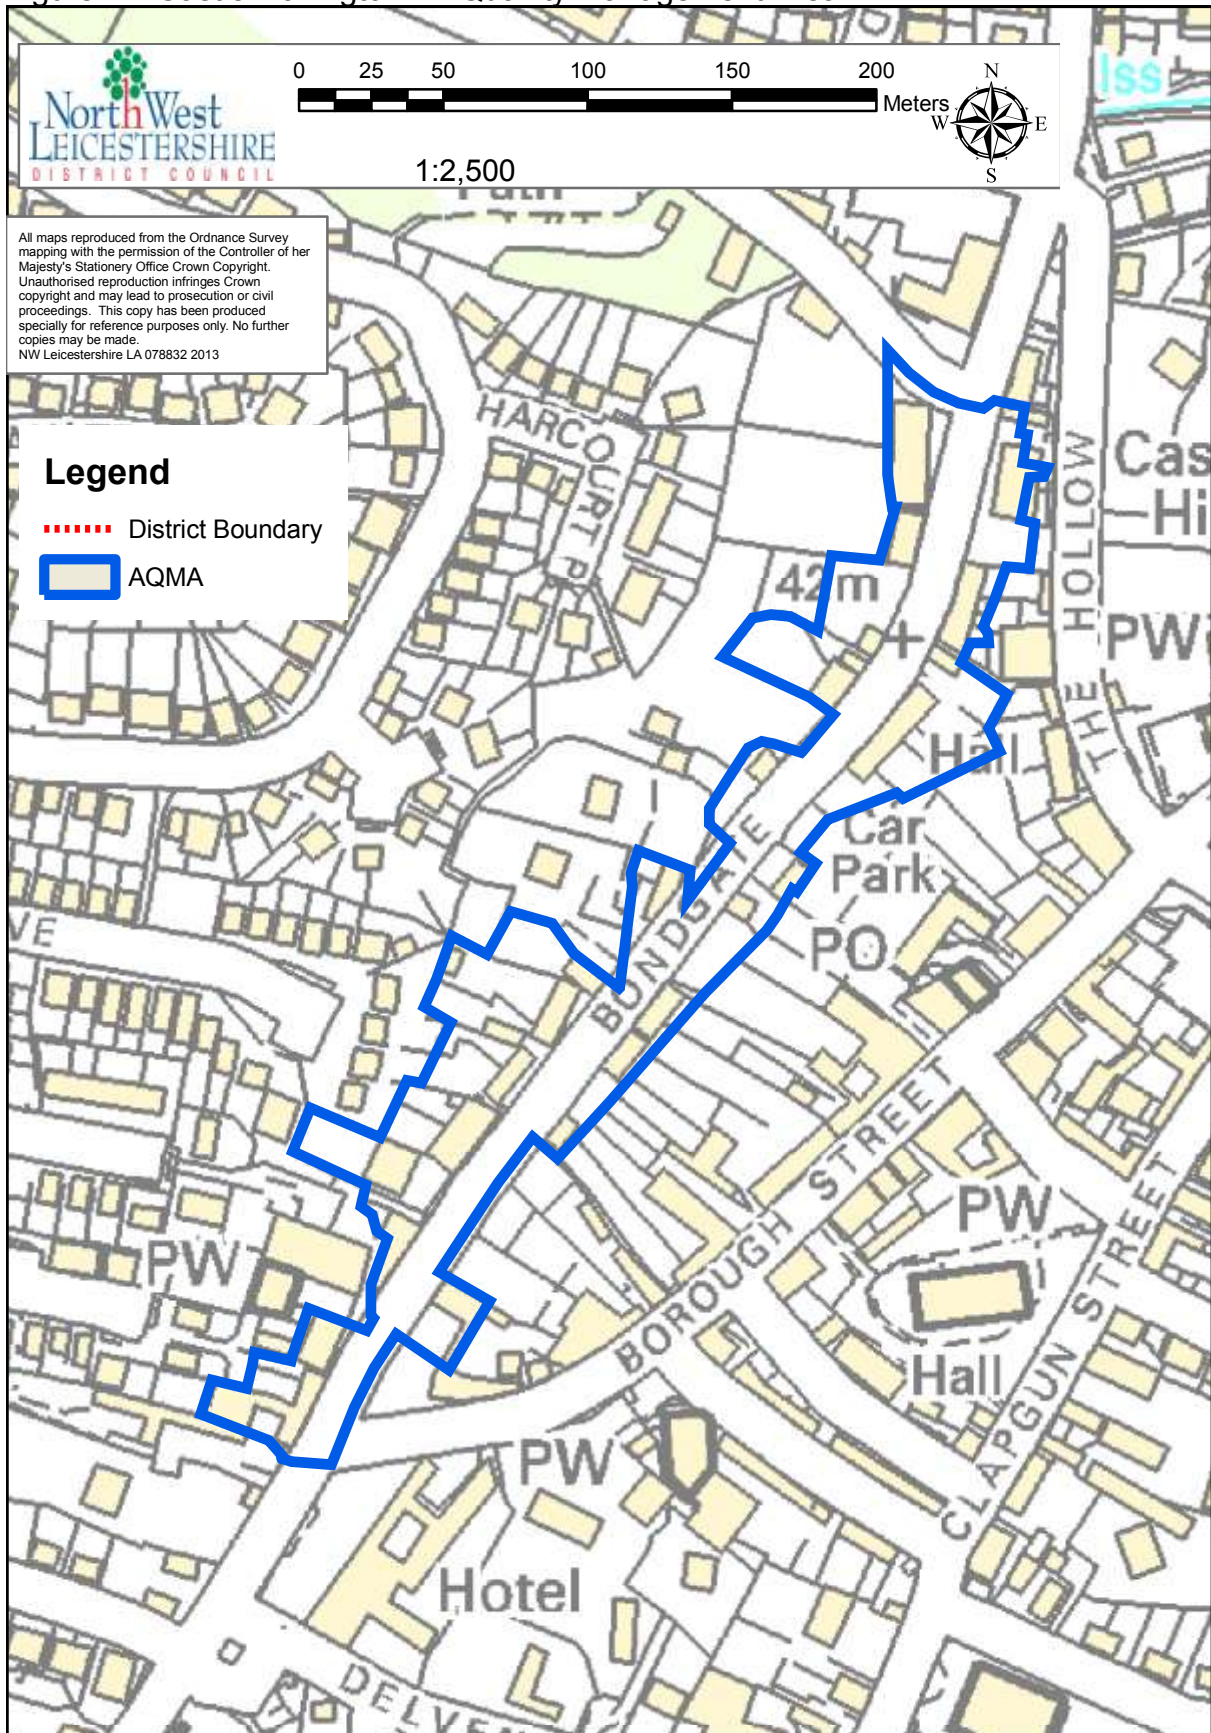 0 25 50 100 150 200
Meters
N
W E
S
1:2,500
North West
LEICESTERSHIRE
DISTRICT COUNCIL
Iss
Path
All maps reproduced from the Ordnance Survey
mapping with the permission of the Controller of her
Majesty's Stationery Office Crown Copyright.
Unauthorised reproduction infringes Crown
copyright and may lead to prosecution or civil
proceedings. This copy has been produced
specially for reference purposes only. No further
copies may be made.
NW Leicestershire LA 078832 2013
Legend
District Boundary
AQMA
HARCOURT P
Cas
Hi
42m
THE HOLLOW
PW
Hall
Car
Park
BONDGATE
PO
VE
BONDGATE
BOROUGH STREET
PW
PW
CLAPGUN STREET
Hall
PW
Hotel
DELVEN